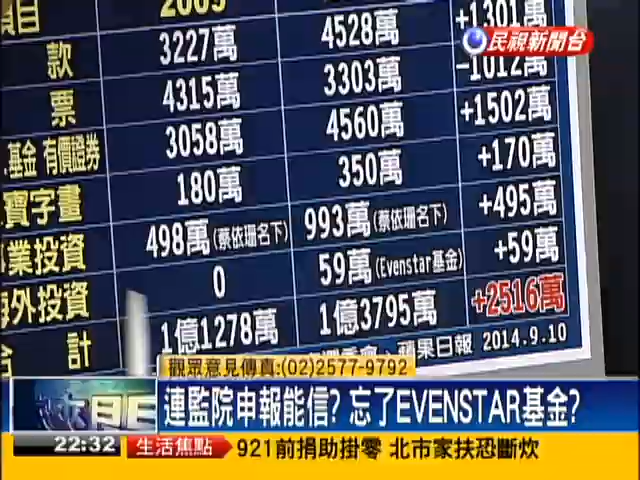 項目 2009
+1301萬
民視新聞台
款 3227萬 4528萬
-1012萬
票 4315萬 3303萬
+1502萬
基金 有價證券 3058萬 4560萬
+170萬
寶字畫 180萬 350萬
+495萬
業投資 498萬(蔡依珊名下) 993萬(蔡依珊名下)
+59萬
海外投資 0 59萬(Evenstar基金)
+2516萬
合計 1億1278萬 1億3795萬
蘋果日報 2014.9.10
觀眾意見傳真:(02)2577-9792
連監院申報能信? 忘了EVENSTAR基金?
22:32 生活焦點 921前捐助掛零 北市家扶恐斷炊